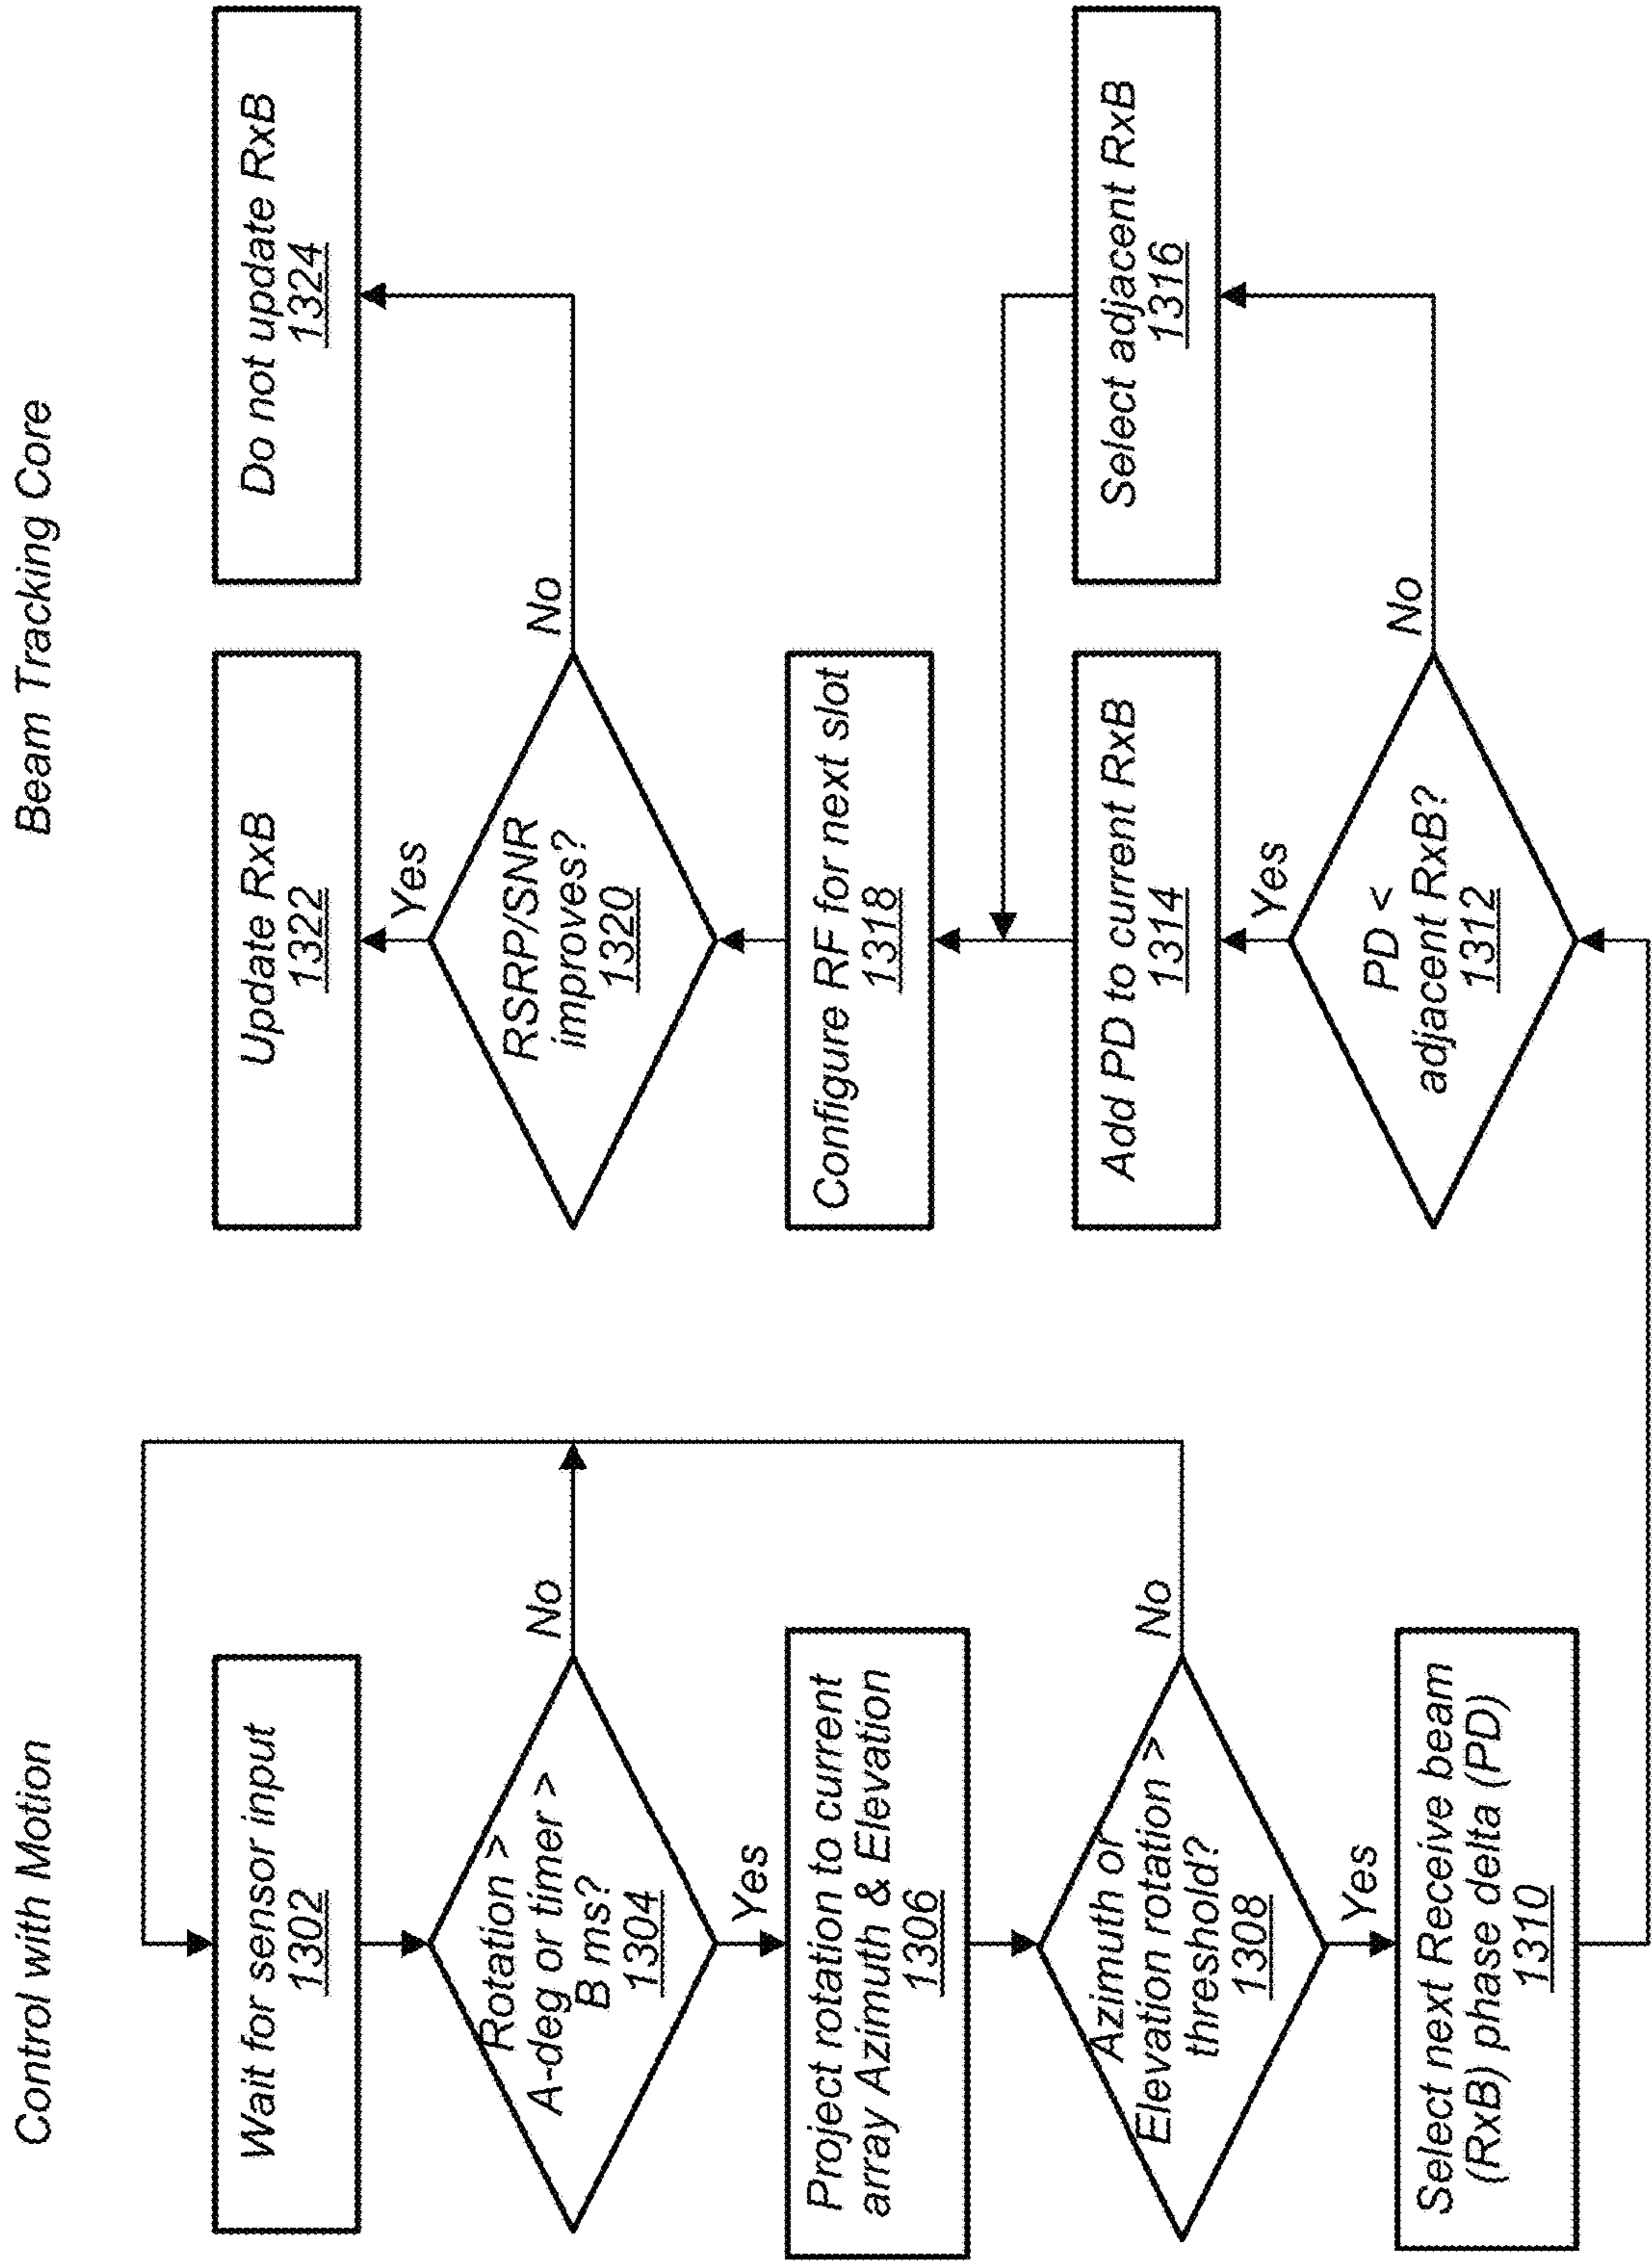 Control with Motion
Wait for sensor input
1302
Rotation >
A-deg or timer >
B ms?
1304
No
Yes
Project rotation to current
array Azimuth & Elevation
1306
Azimuth or
Elevation rotation >
threshold?
1308
No
Yes
Select next Receive beam
(RxB) phase delta (PD)
1310
Beam Tracking Core
Update RxB
1322
Do not update RxB
1324
Yes
RSRP/SNR
improves?
1320
No
Configure RF for next slot
1318
Add PD to current RxB
1314
Select adjacent RxB
1316
Yes
PD <
adjacent RxB?
1312
No